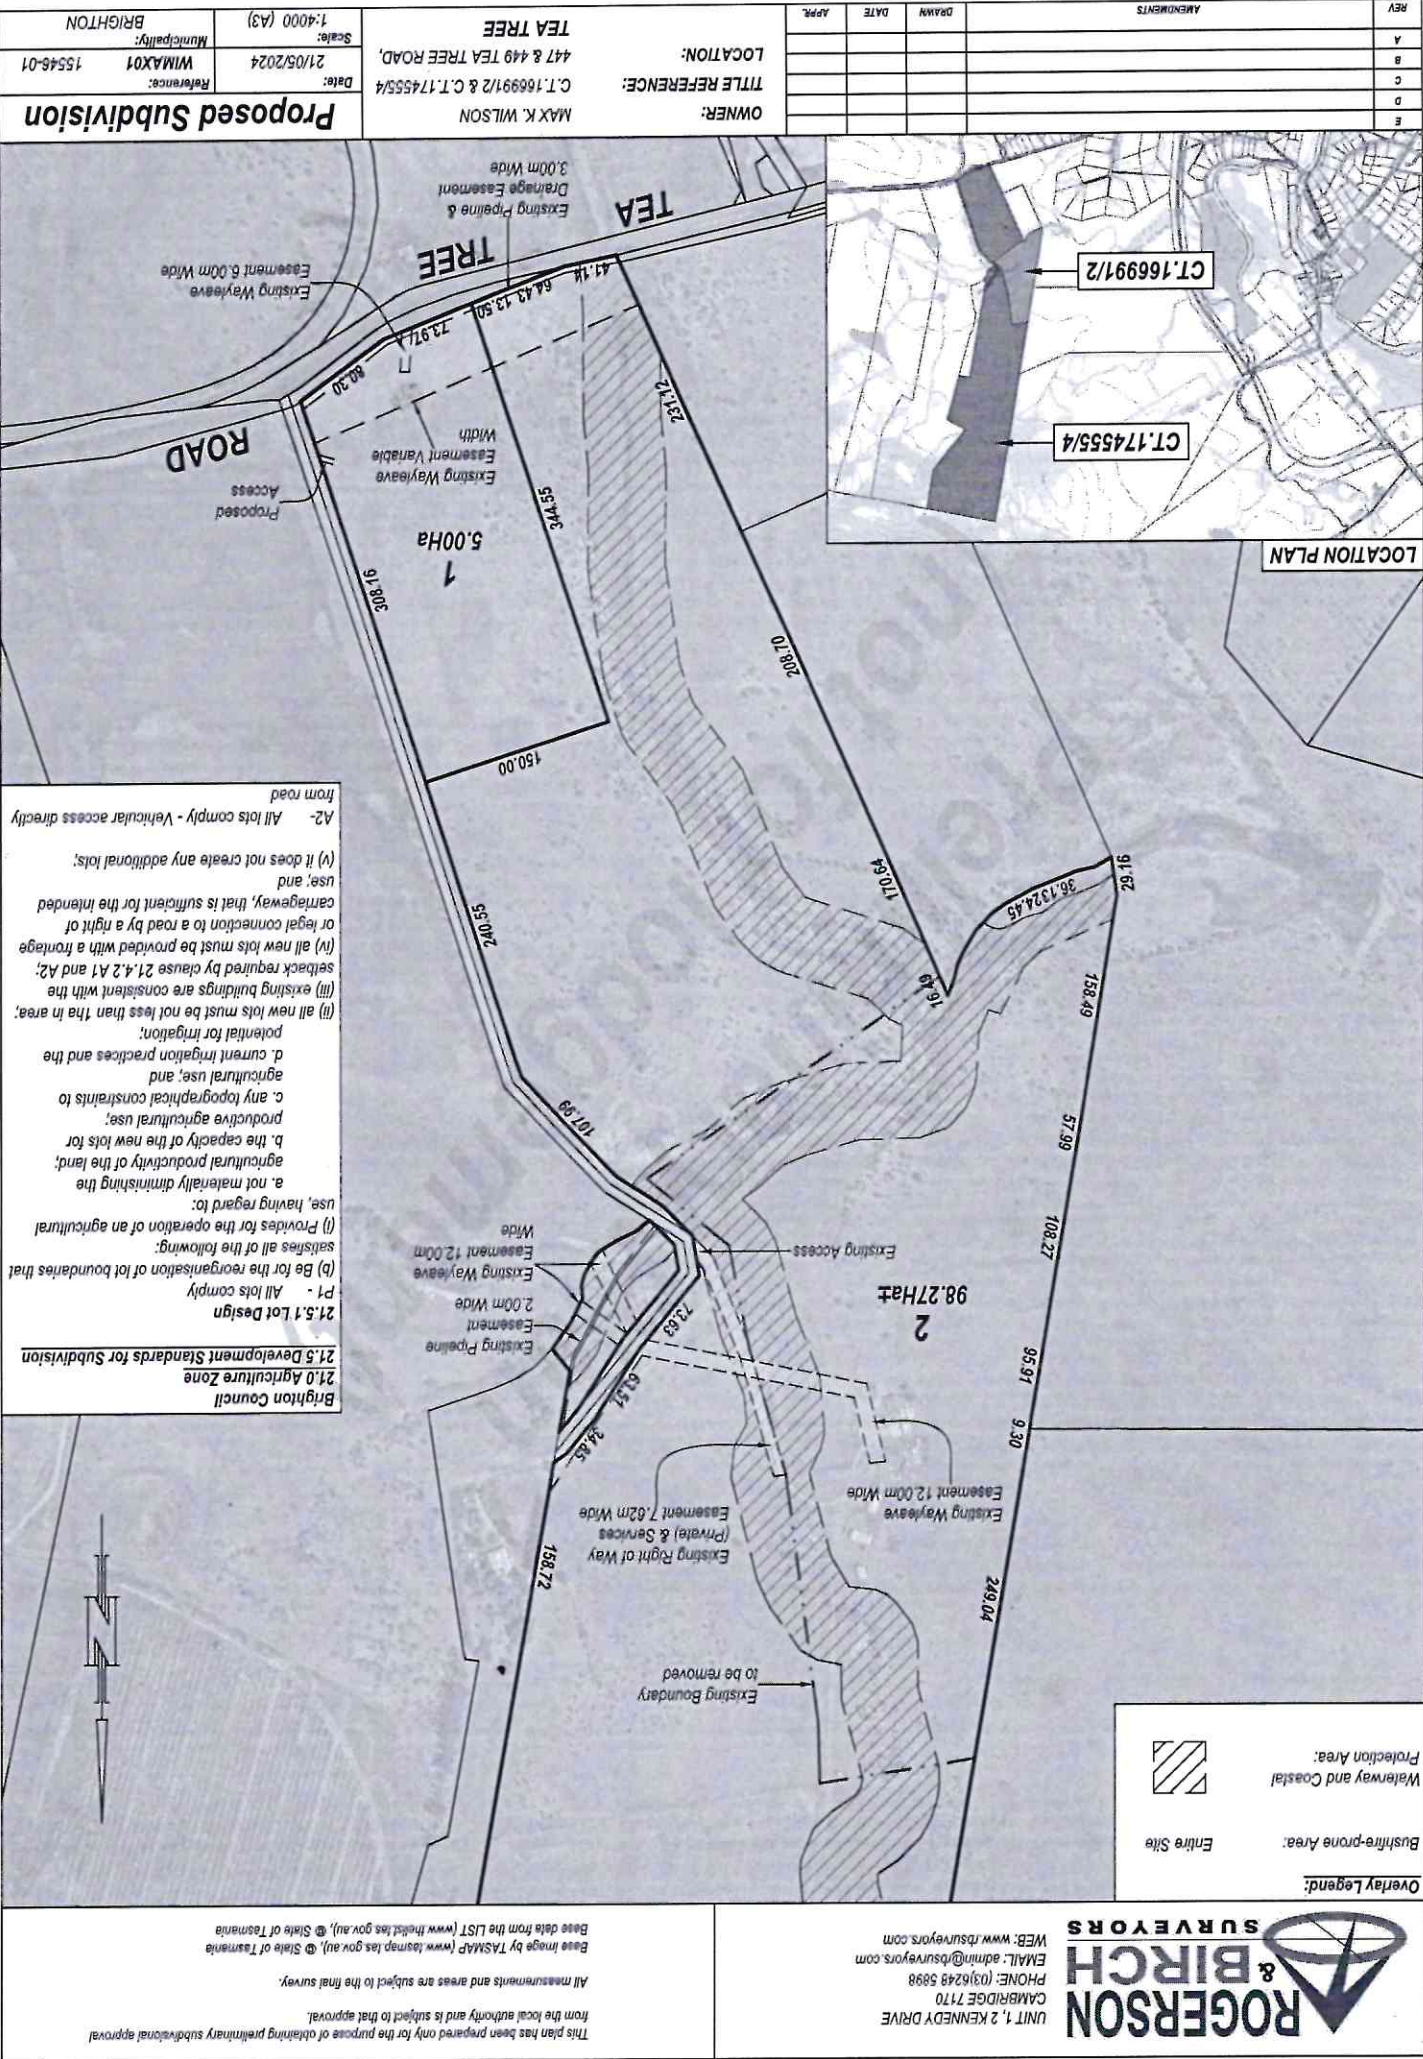 ROGERSON
& BIRCH
SURVEYORS
UNIT 1, 2 KENNEDY DRIVE
CAMBRIDGE 7170
PHONE: (03)6248 5898
EMAIL: admin@rbsurveyors.com
WEB: www.rbsurveyors.com
This plan has been prepared only for the purpose of obtaining preliminary subdivisional approval
from the local authority and is subject to that approval.
All measurements and areas are subject to the final survey.
Base image by TASMAP (www.tasmap.tas.gov.au), © State of Tasmania
Base data from the LIST (www.thelist.tas.gov.au), © State of Tasmania
Overlay Legend:
Bushfire-prone Area: Entire Site
Waterway and Coastal
Protection Area:
Existing Boundary
to be removed
249.04
158.72
Existing Right of Way
(Private) & Services
Easement 7.62m Wide
Existing Wayleave
Easement 12.00m Wide
9.30
95.91
34.85
63.51
73.63
2
98.27Ha±
Existing Pipeline
Easement
2.00m Wide
Existing Wayleave
Easement 12.00m
Wide
Existing Access
108.27
57.99
107.99
158.49
16.49
29.16
36.13
24.45
170.64
240.55
150.00
208.70
308.16
1
5.00Ha
344.55
231.12
Proposed
Access
Existing Wayleave
Easement Variable
Width
80.30
73.97
13.50
64.43
41.14
TEA
TREE
ROAD
Existing Wayleave
Easement 6.00m Wide
Existing Pipeline &
Drainage Easement
3.00m Wide
N
Brighton Council
21.0 Agriculture Zone
21.5 Development Standards for Subdivision
21.5.1 Lot Design
P1 - All lots comply
(b) Be for the reorganisation of lot boundaries that
satisfies all of the following:
(i) Provides for the operation of an agricultural
use, having regard to:
a. not materially diminishing the
agricultural productivity of the land;
b. the capacity of the new lots for
productive agricultural use;
c. any topographical constraints to
agricultural use; and
d. current irrigation practices and the
potential for irrigation;
(ii) all new lots must be not less than 1ha in area;
(iii) existing buildings are consistent with the
setback required by clause 21.4.2 A1 and A2;
(iv) all new lots must be provided with a frontage
or legal connection to a road by a right of
carriageway, that is sufficient for the intended
use; and
(v) it does not create any additional lots;
A2- All lots comply - Vehicular access directly
from road
LOCATION PLAN
CT.174555/4
CT.166991/2
E
D
C
B
A
REV AMENDMENTS DRAWN DATE APPR.
OWNER: MAX K. WILSON
TITLE REFERENCE: C.T.166991/2 & C.T.174555/4
LOCATION: 447 & 449 TEA TREE ROAD,
TEA TREE
Proposed Subdivision
Date: Reference:
21/05/2024 WIMAX01 15546-01
Scale: Municipality:
1:4000 (A3) BRIGHTON